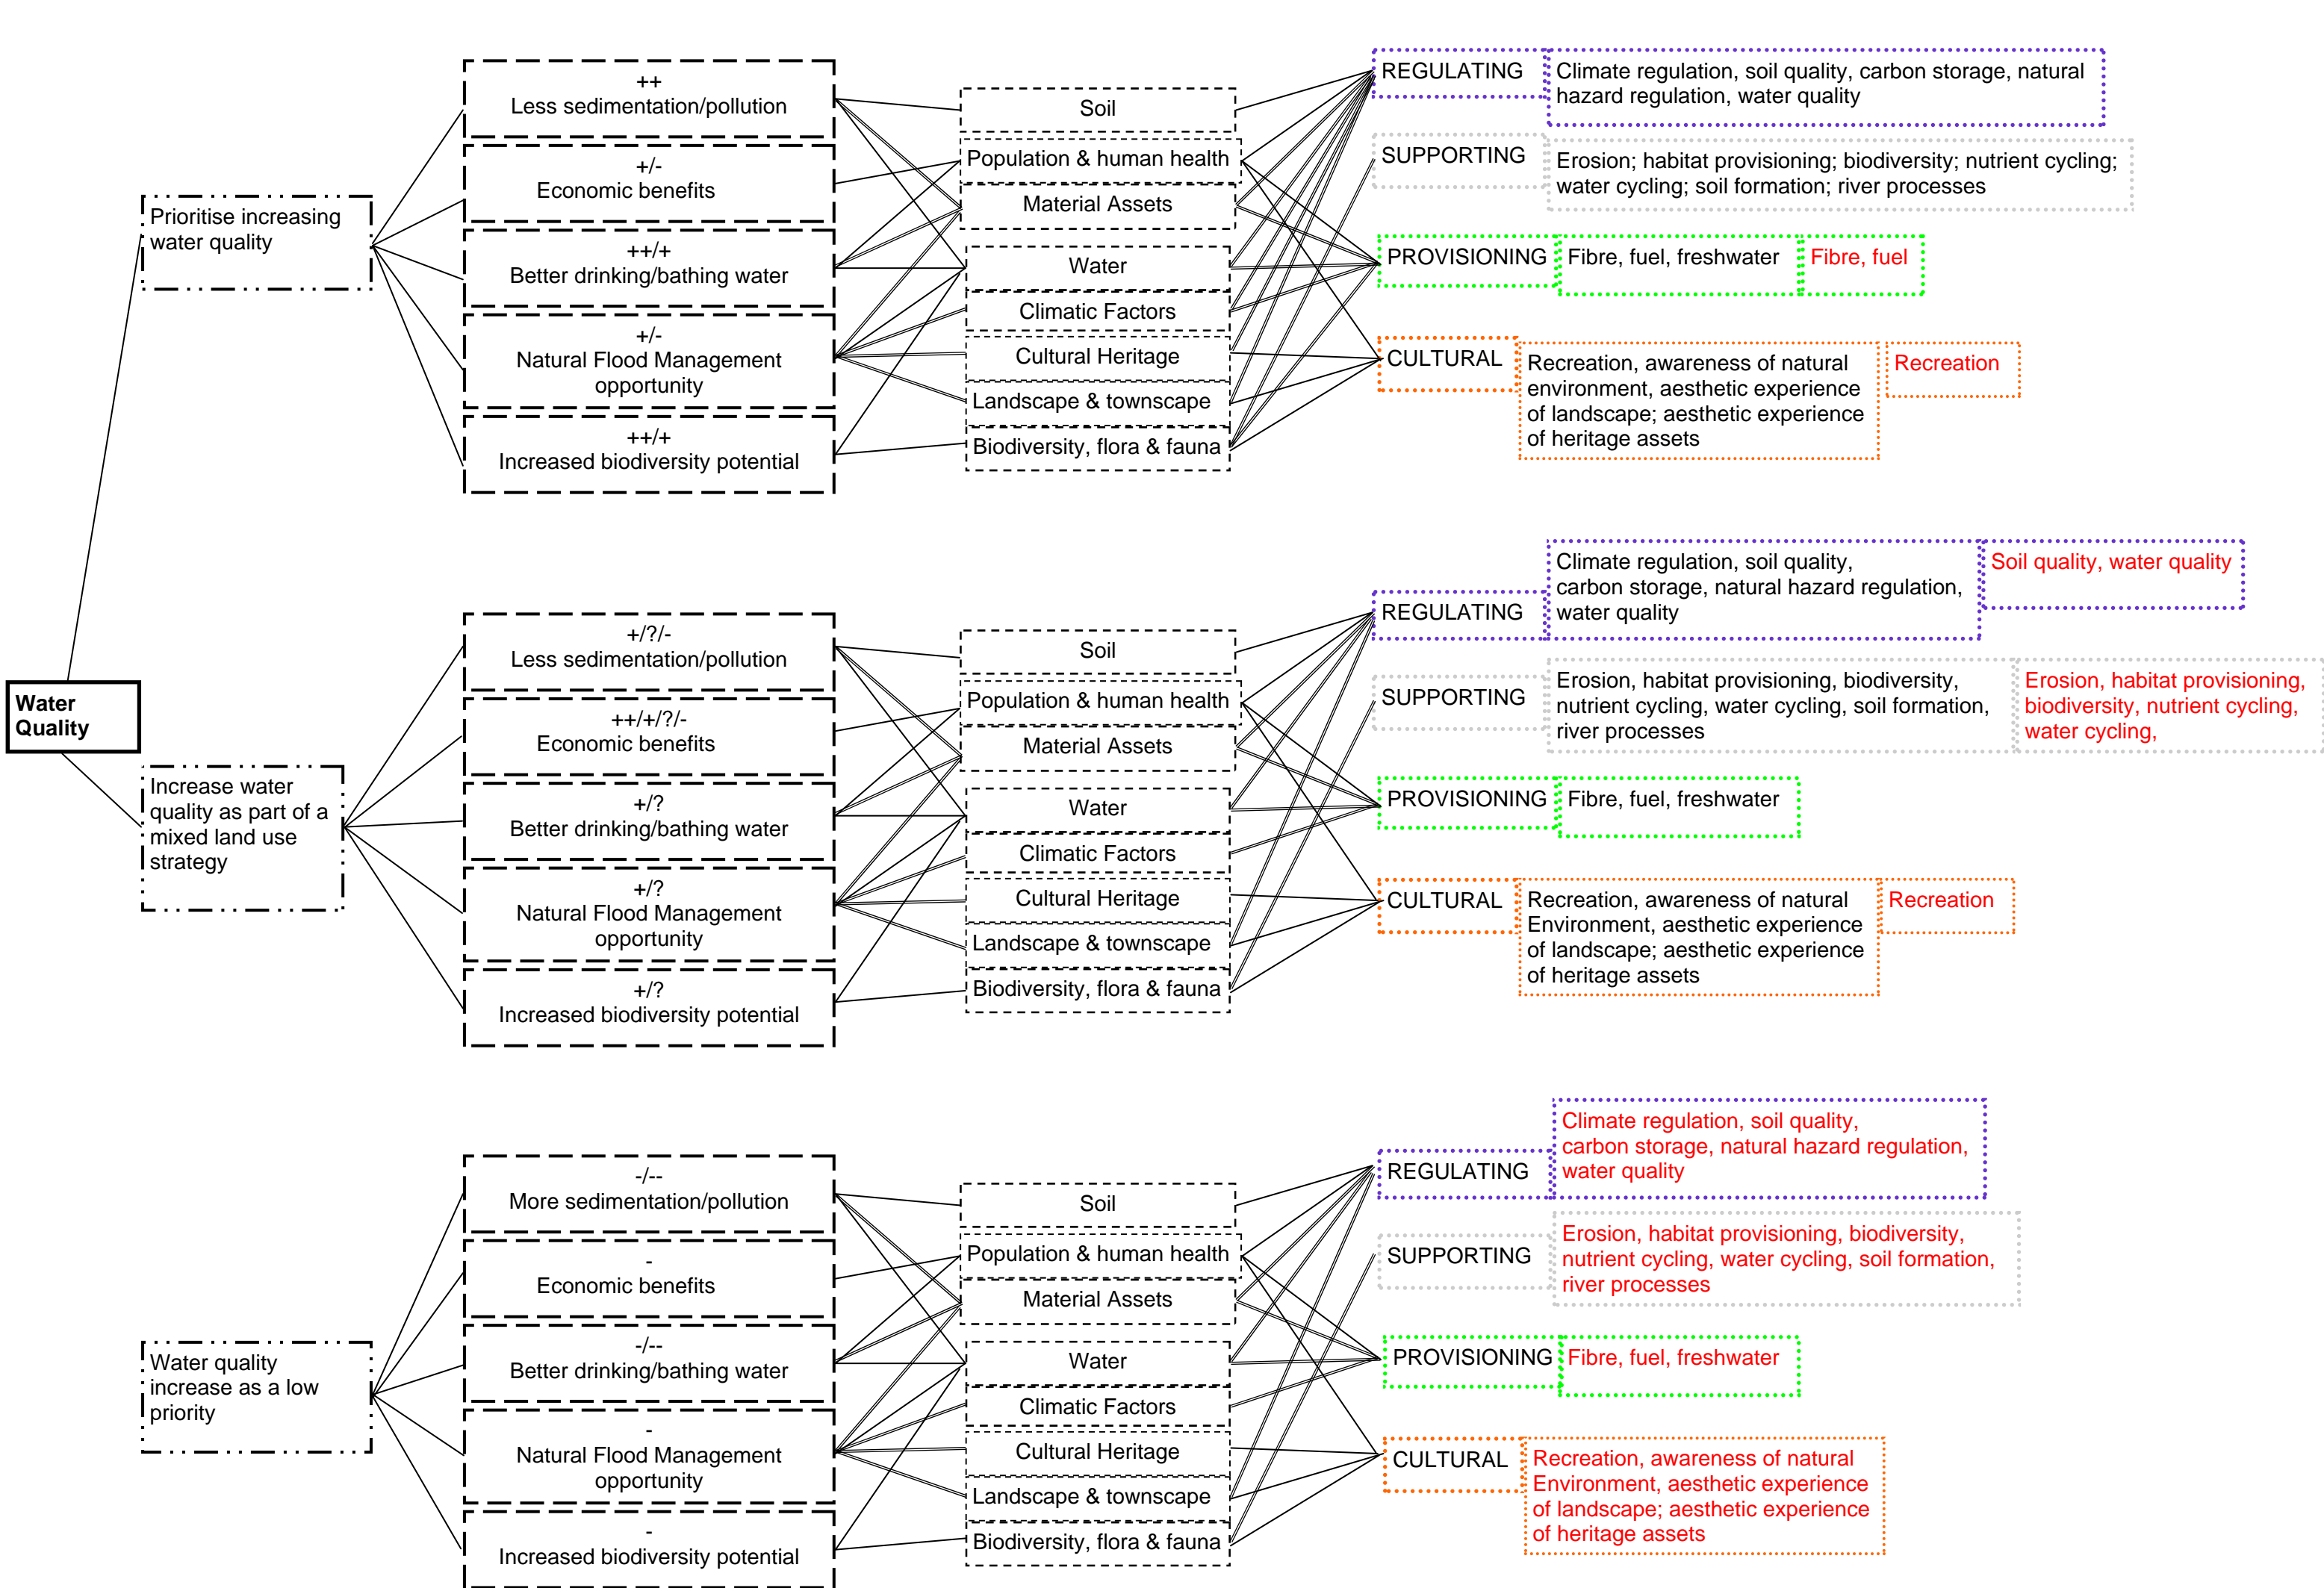 Water
Quality
Prioritise increasing
water quality
++
Less sedimentation/pollution
+/-
Economic benefits
++/+
Better drinking/bathing water
+/-
Natural Flood Management
opportunity
++/+
Increased biodiversity potential
Soil
Population & human health
Material Assets
Water
Climatic Factors
Cultural Heritage
Landscape & townscape
Biodiversity, flora & fauna
REGULATING
Climate regulation, soil quality, carbon storage, natural
hazard regulation, water quality
SUPPORTING
Erosion; habitat provisioning; biodiversity; nutrient cycling;
water cycling; soil formation; river processes
PROVISIONING
Fibre, fuel, freshwater
Fibre, fuel
CULTURAL
Recreation, awareness of natural
environment, aesthetic experience
of landscape; aesthetic experience
of heritage assets
Recreation
Increase water
quality as part of a
mixed land use
strategy
+/?/-
Less sedimentation/pollution
++/+/?/-
Economic benefits
+/?
Better drinking/bathing water
+/?
Natural Flood Management
opportunity
+/?
Increased biodiversity potential
Soil
Population & human health
Material Assets
Water
Climatic Factors
Cultural Heritage
Landscape & townscape
Biodiversity, flora & fauna
REGULATING
Climate regulation, soil quality,
carbon storage, natural hazard regulation,
water quality
Soil quality, water quality
SUPPORTING
Erosion, habitat provisioning, biodiversity,
nutrient cycling, water cycling, soil formation,
river processes
Erosion, habitat provisioning,
biodiversity, nutrient cycling,
water cycling,
PROVISIONING
Fibre, fuel, freshwater
CULTURAL
Recreation, awareness of natural
Environment, aesthetic experience
of landscape; aesthetic experience
of heritage assets
Recreation
Water quality
increase as a low
priority
-/--
More sedimentation/pollution
-
Economic benefits
-/--
Better drinking/bathing water
-
Natural Flood Management
opportunity
-
Increased biodiversity potential
Soil
Population & human health
Material Assets
Water
Climatic Factors
Cultural Heritage
Landscape & townscape
Biodiversity, flora & fauna
REGULATING
Climate regulation, soil quality,
carbon storage, natural hazard regulation,
water quality
SUPPORTING
Erosion, habitat provisioning, biodiversity,
nutrient cycling, water cycling, soil formation,
river processes
PROVISIONING
Fibre, fuel, freshwater
CULTURAL
Recreation, awareness of natural
Environment, aesthetic experience
of landscape; aesthetic experience
of heritage assets